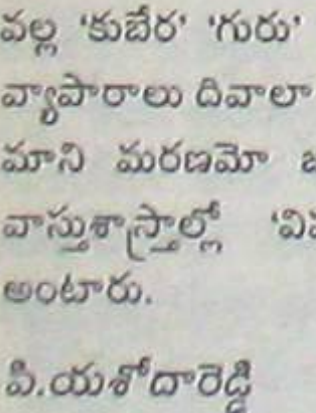 వల్ల 'కుబేర' 'గురు'
వ్యాపారాలు దివాలా
మాని మరణమో
వాస్తుశాస్త్రాల్లో
అంటారు.
పి.యశోదారెడ్డి